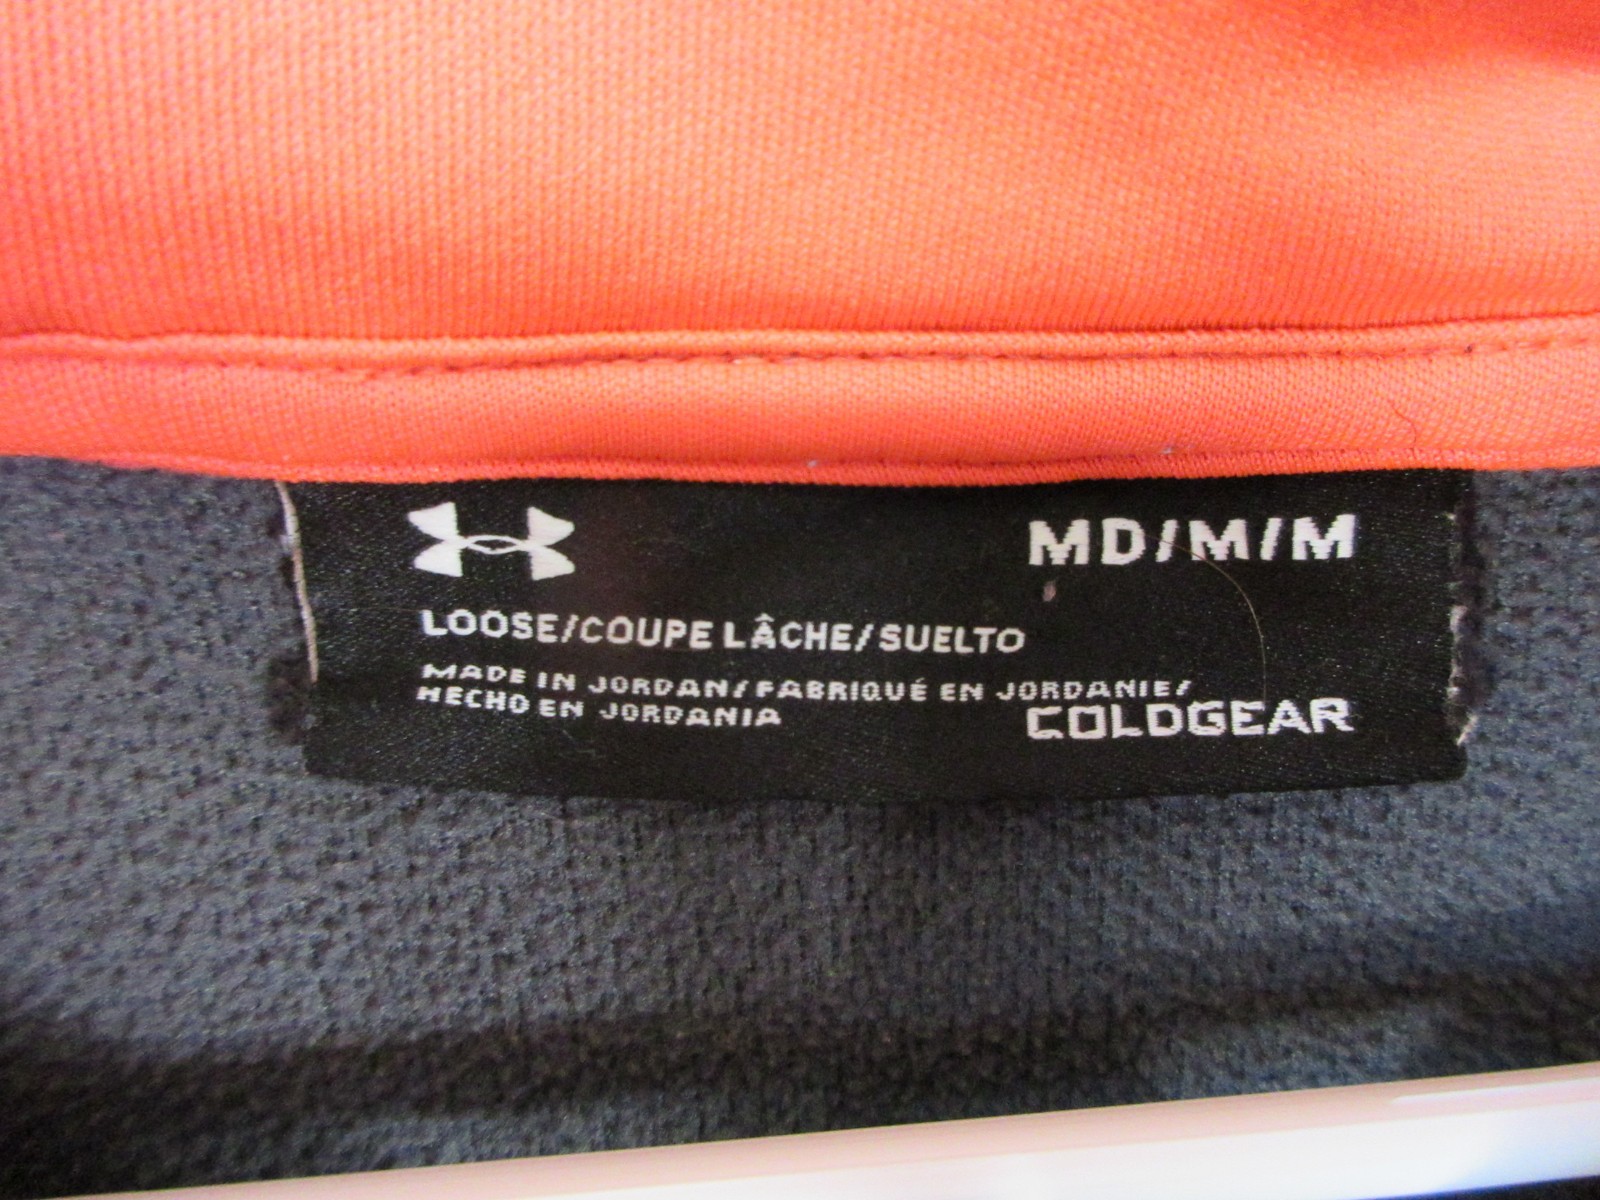 MD/M/M
LOOSE/COUPE LÂCHE/SUELTO
MADE IN JORDAN/FABRIQUÉ EN JORDANIE/
HECHO EN JORDANIA
COLDGEAR